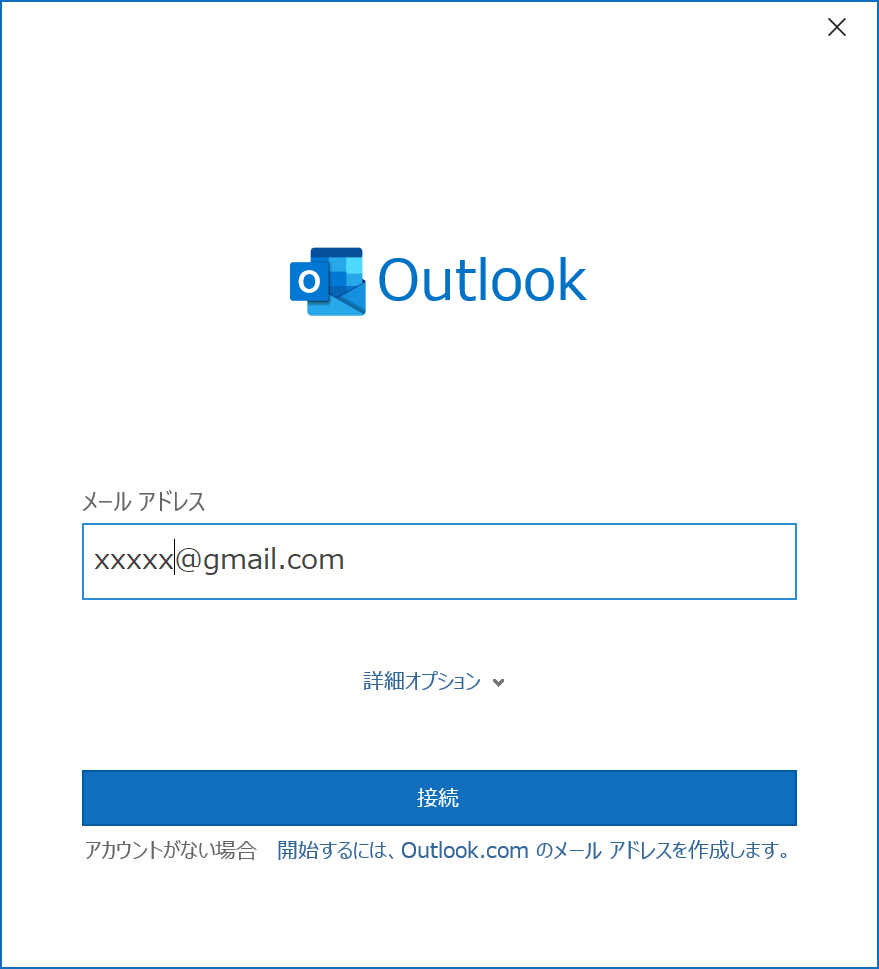 Outlook
メール アドレス
xxxxx@gmail.com
詳細オプション
接続
アカウントがない場合 開始するには、Outlook.com のメール アドレスを作成します。